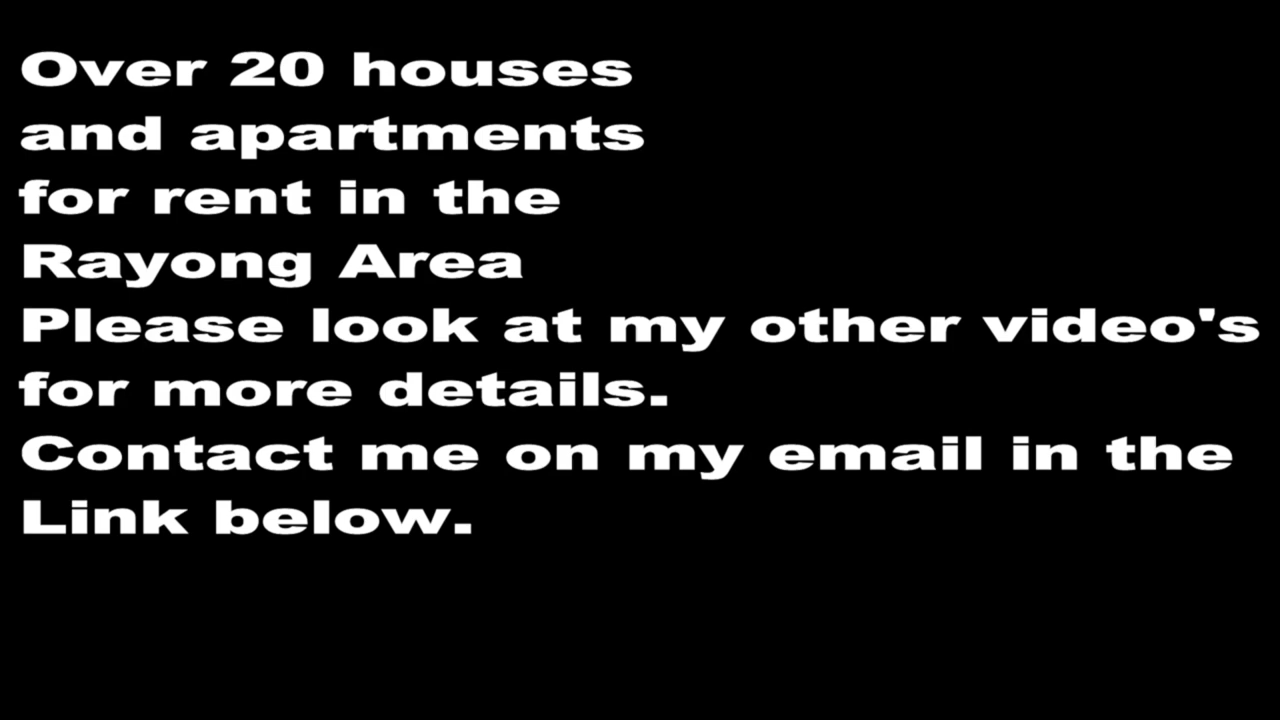 Over 20 houses
and apartments
for rent in the
Rayong Area
Please look at my other video's
for more details.
Contact me on my email in the
Link below.